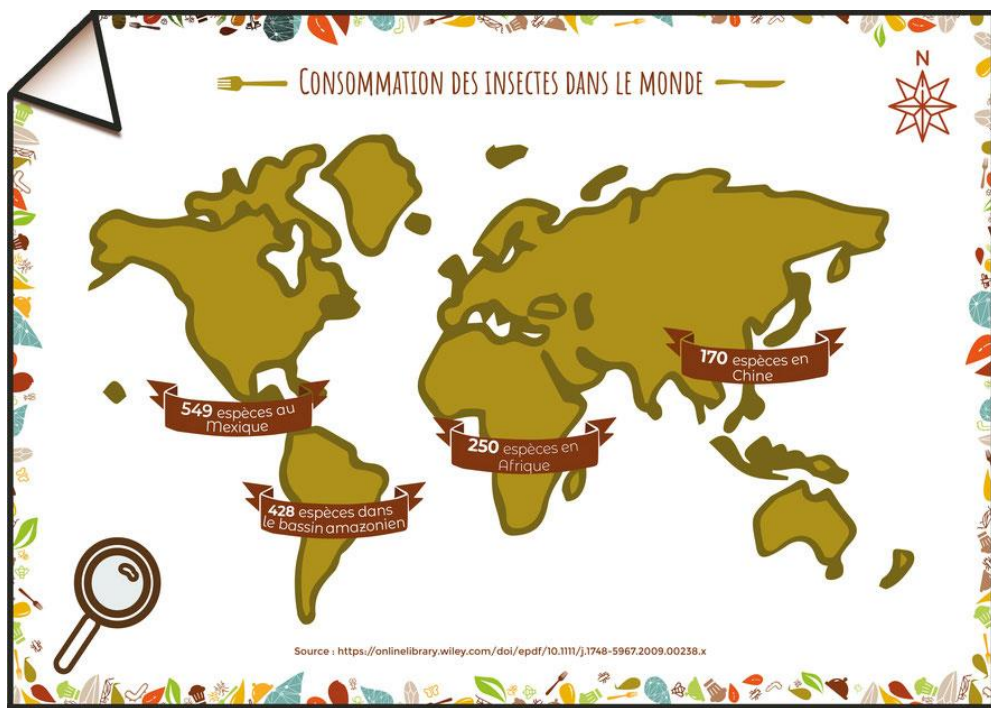 CONSOMMATION DES INSECTES DANS LE MONDE
N
170 espèces en
Chine
549 espèces au
Mexique
250 espèces en
Afrique
428 espèces dans
le bassin amazonien
Source : https://onlinelibrary.wiley.com/doi/epdf/10.1111/j.1748-5967.2009.00238.x